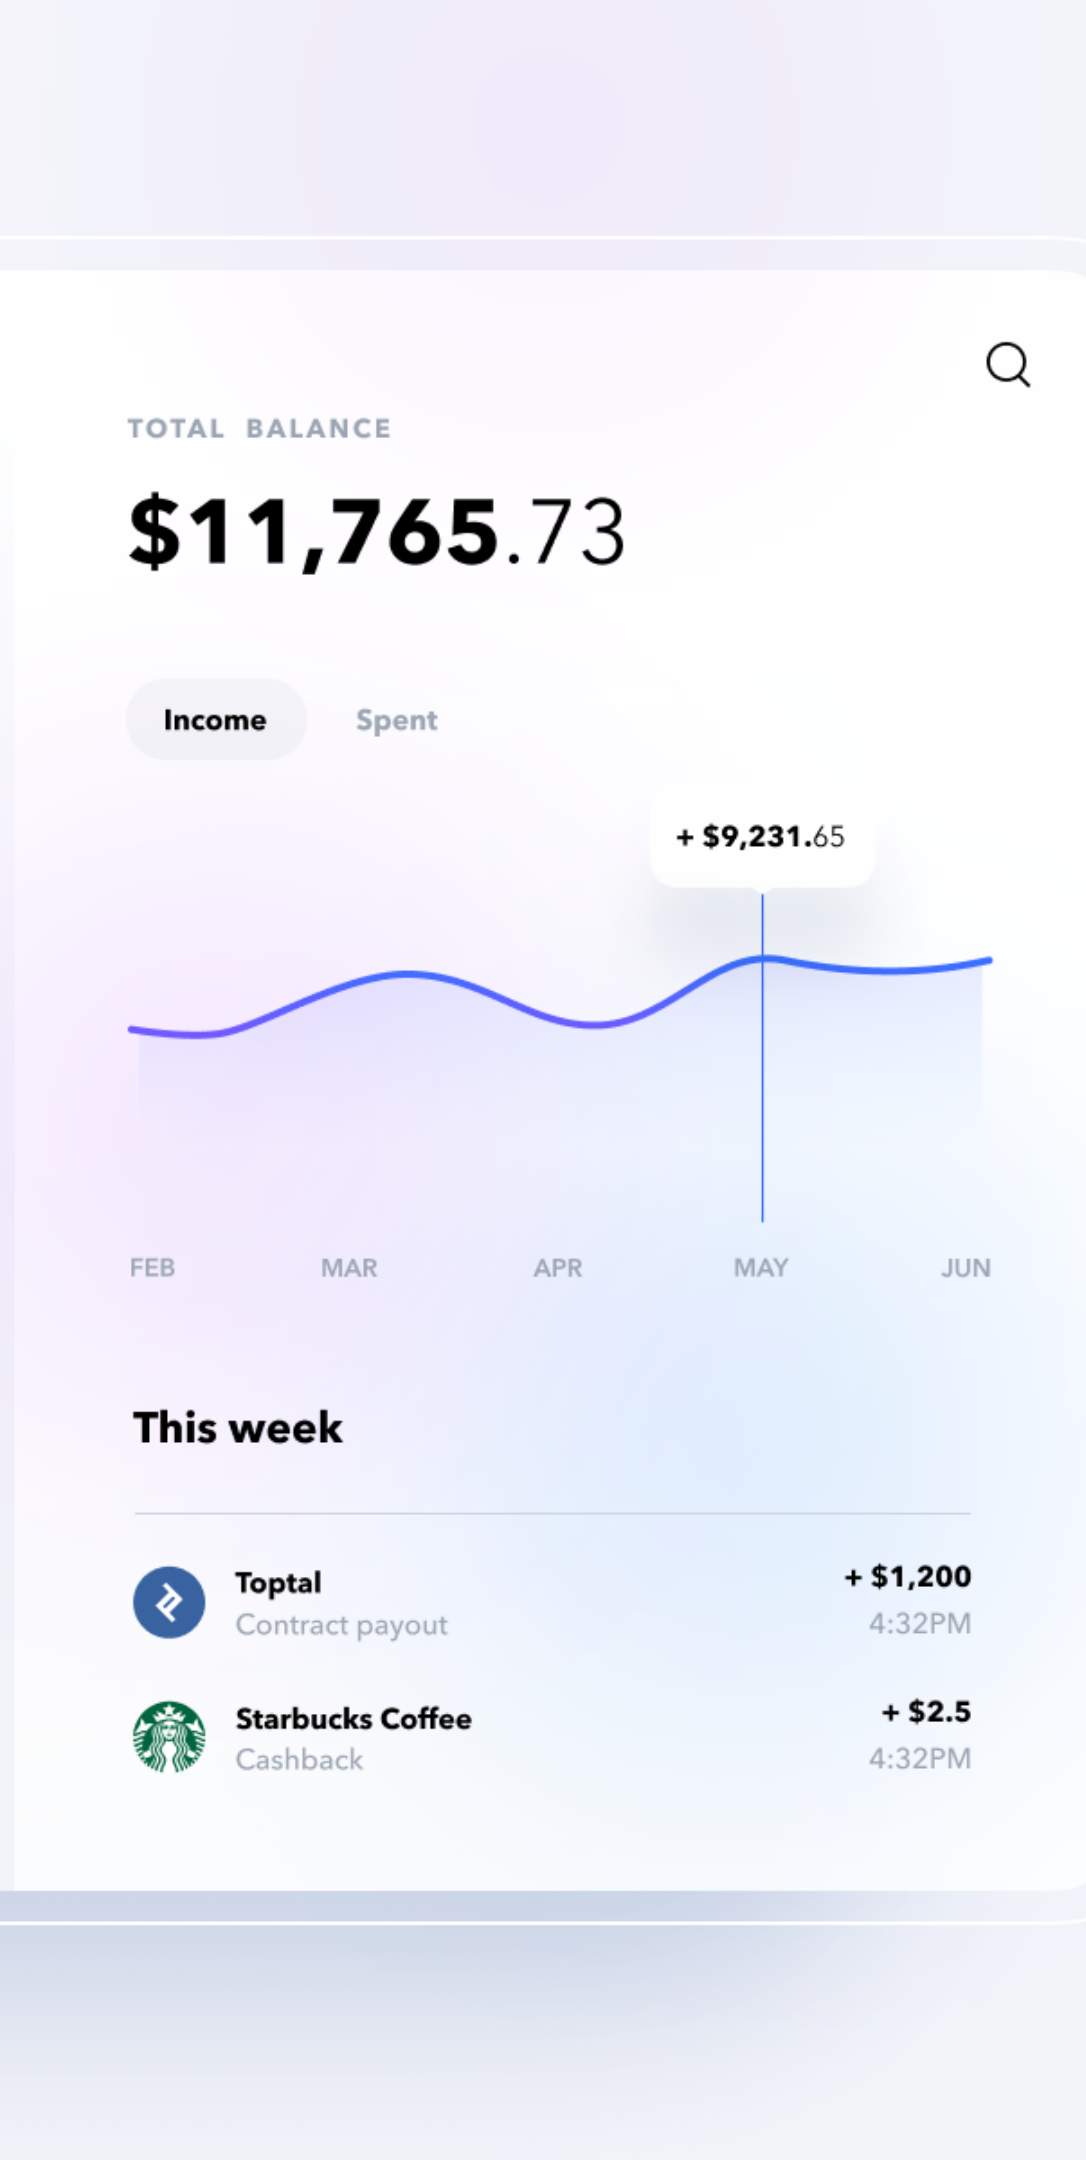 TOTAL BALANCE
$11,765.73
Income Spent
+ $9,231.65
FEB MAR APR MAY JUN
This week
Toptal + $1,200
Contract payout 4:32PM
Starbucks Coffee + $2.5
Cashback 4:32PM